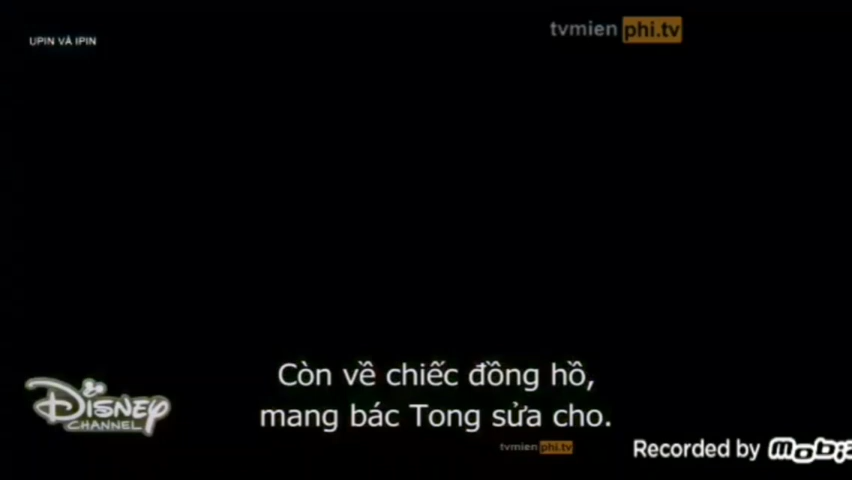 UPIN VÀ IPIN
tvmienphi.tv
Còn về chiếc đồng hồ,
mang bác Tong sửa cho.
DISNEY
CHANNEL
tvmienphi.tv
Recorded by